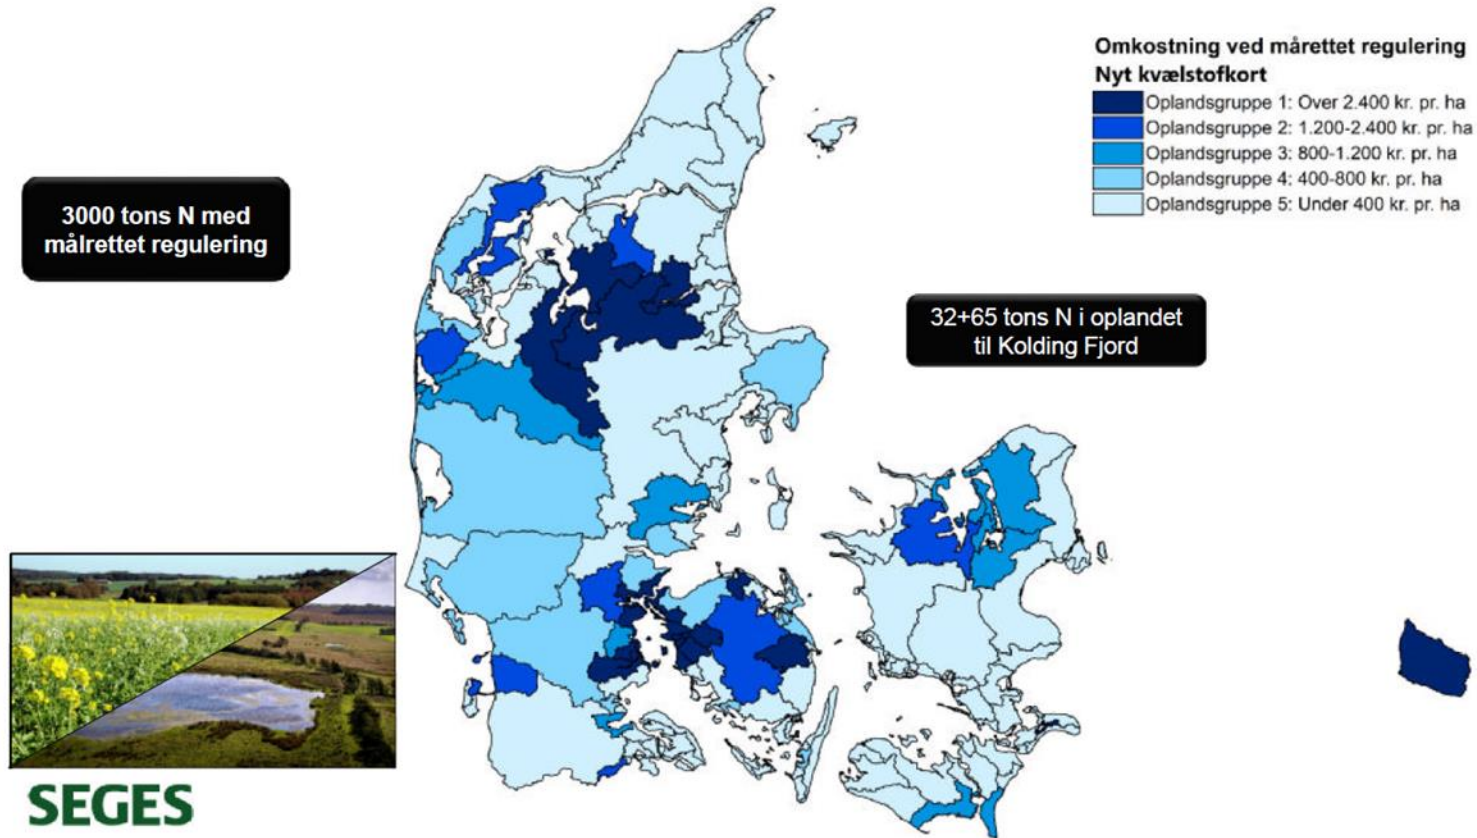 Omkostning ved mårettet regulering
Nyt kvælstofkort
Oplandsgruppe 1: Over 2.400 kr. pr. ha
Oplandsgruppe 2: 1.200-2.400 kr. pr. ha
Oplandsgruppe 3: 800-1.200 kr. pr. ha
Oplandsgruppe 4: 400-800 kr. pr. ha
Oplandsgruppe 5: Under 400 kr. pr. ha
3000 tons N med
målrettet regulering
32+65 tons N i oplandet
til Kolding Fjord
SEGES